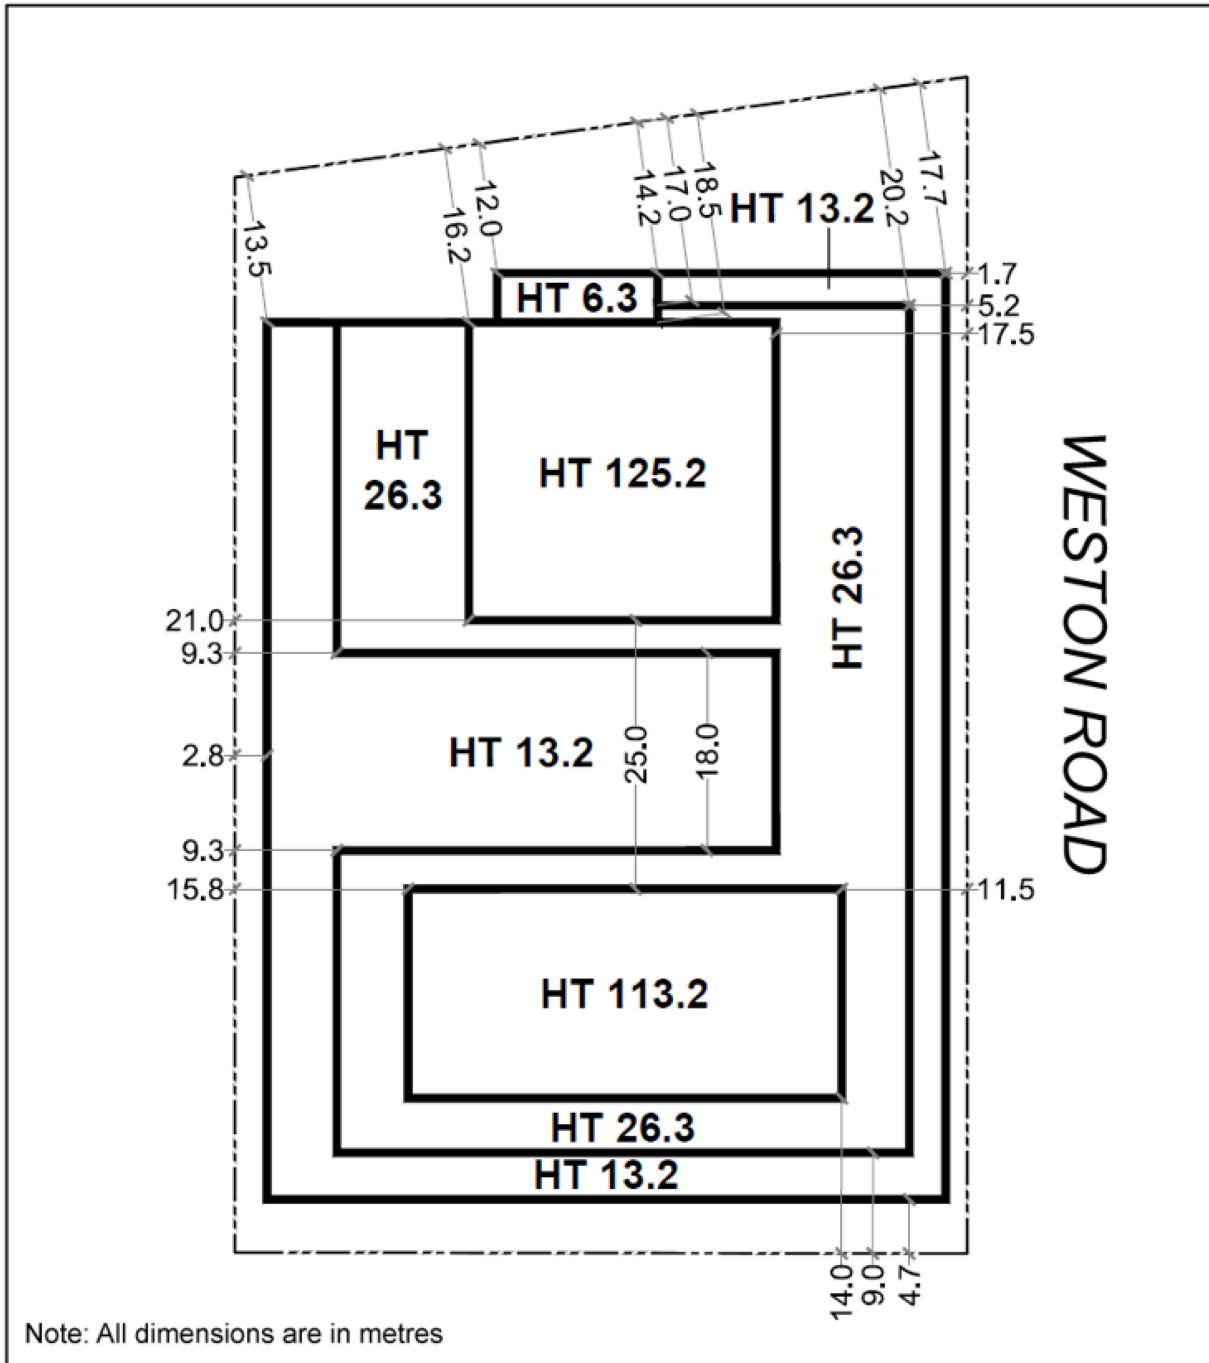 13.5
16.2
12.0
14.2
17.0
18.5
20.2
17.7
HT 13.2
1.7
5.2
17.5
HT 6.3
HT
26.3
HT 125.2
HT 26.3
WESTON ROAD
21.0
9.3
2.8
HT 13.2
25.0
18.0
9.3
15.8
11.5
HT 113.2
HT 26.3
HT 13.2
14.0
9.0
4.7
Note: All dimensions are in metres